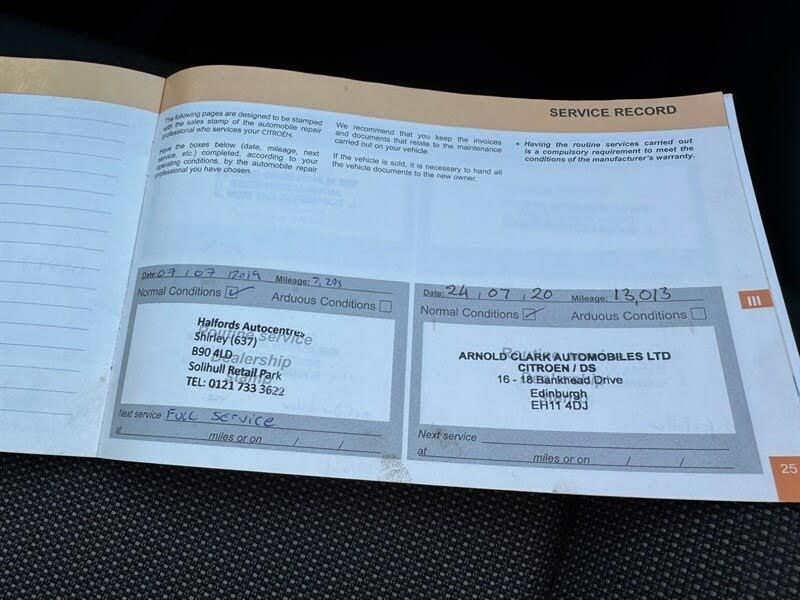 SERVICE RECORD
The following pages are designed to be stamped
with the sales stamp of the automobile repair
professional who services your CITROËN.
Have the boxes below (date, mileage, next
service, etc.) completed, according to your
operating conditions, by the automobile repair
professional you have chosen.
We recommend that you keep the invoices
and documents that relate to the maintenance
carried out on your vehicle.
If the vehicle is sold, it is necessary to hand all
the vehicle documents to the new owner.
• Having the routine services carried out
is a compulsory requirement to meet the
conditions of the manufacturer's warranty.
Date: 07 / 07 / 2019 Mileage: 7,293
Normal Conditions Arduous Conditions
Halfords Autocentres
Routine service
Shirley (637)
B90 4LD
Dealership
Solihull Retail Park
stamp
TEL: 0121 733 3622
Next service FULL SERVICE
at miles or on / /
Date: 24 / 07 / 20 Mileage: 13,013
Normal Conditions Arduous Conditions
ARNOLD CLARK AUTOMOBILES LTD
CITROEN / DS
16 - 18 Bankhead Drive
Edinburgh
EH11 4DJ
Next service
at miles or on / /
III
25